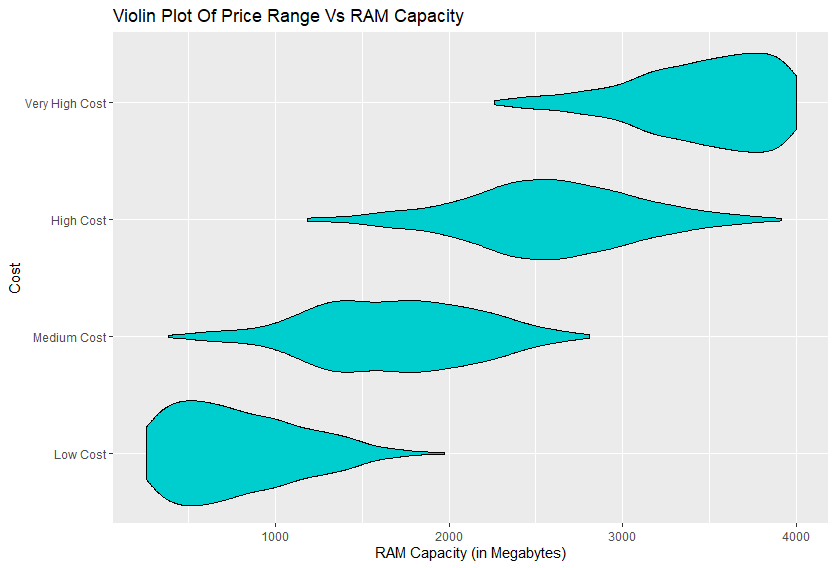 Violin Plot Of Price Range Vs RAM Capacity
Very High Cost
High Cost
Medium Cost
Low Cost
Cost
1000 2000 3000 4000
RAM Capacity (in Megabytes)